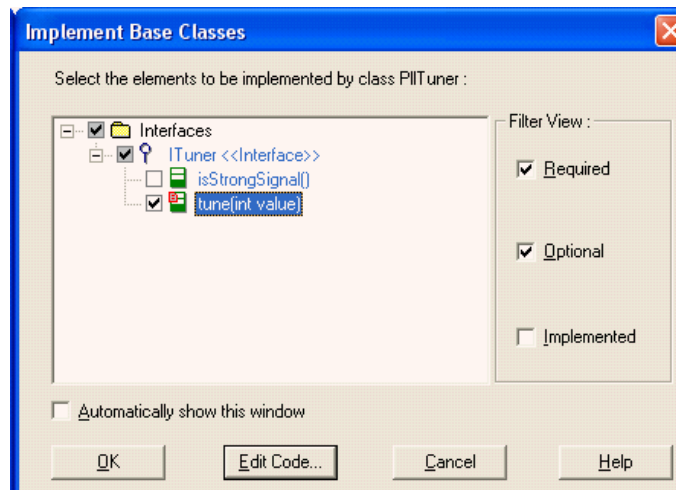 Implement Base Classes
Select the elements to be implemented by class PIITuner :
Interfaces
ITuner <<Interface>>
isStrongSignal()
tune(int value)
Filter View :
Required
Optional
Implemented
Automatically show this window
OK
Edit Code...
Cancel
Help